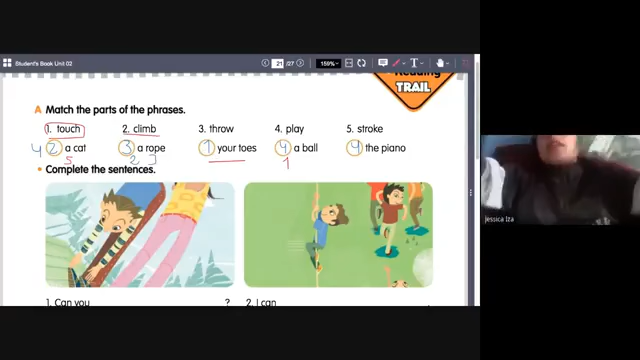 Student's Book Unit 02
21 /27
159%
Reading
TRAIL
A Match the parts of the phrases.
1. touch 2. climb 3. throw 4. play 5. stroke
4 2 a cat 3 a rope 1 your toes 4 a ball 4 the piano
5 2 3 1
Complete the sentences.
Jessica Iza
1. Can you ? 2. I can .